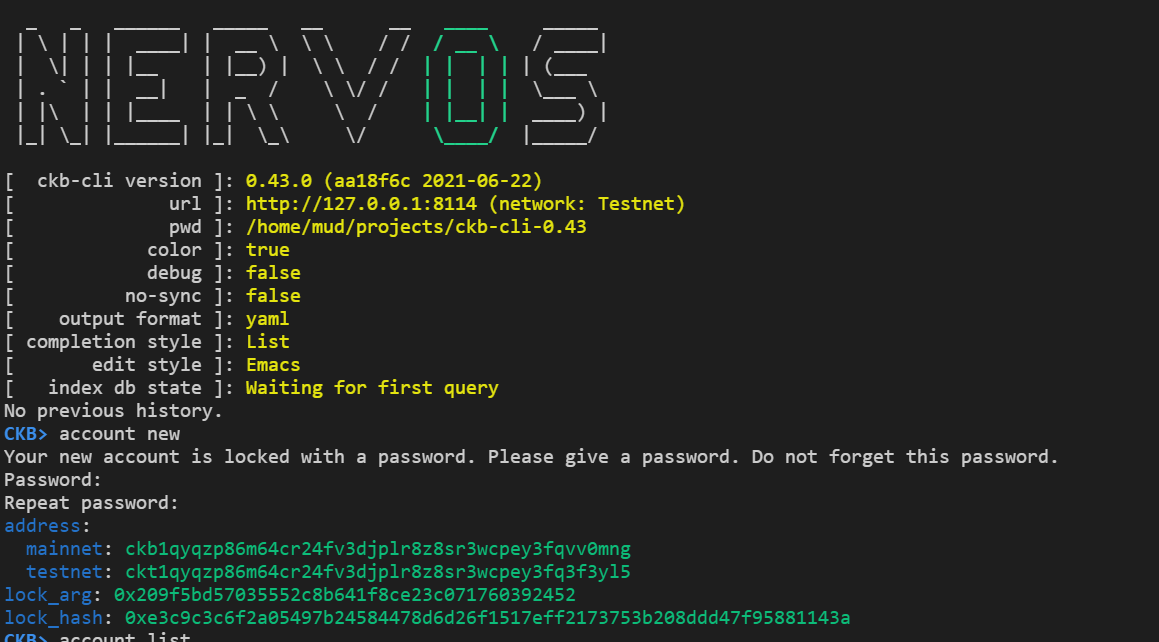 NERVOS
[  ckb-cli version ]: 0.43.0 (aa18f6c 2021-06-22)
[              url ]: http://127.0.0.1:8114 (network: Testnet)
[              pwd ]: /home/mud/projects/ckb-cli-0.43
[            color ]: true
[            debug ]: false
[          no-sync ]: false
[    output format ]: yaml
[ completion style ]: List
[       edit style ]: Emacs
[   index db state ]: Waiting for first query
No previous history.
CKB> account new
Your new account is locked with a password. Please give a password. Do not forget this password.
Password:
Repeat password:
address:
  mainnet: ckb1qyqzp86m64cr24fv3djplr8z8sr3wcpey3fqvv0mng
  testnet: ckt1qyqzp86m64cr24fv3djplr8z8sr3wcpey3fq3f3yl5
lock_arg: 0x209f5bd57035552c8b641f8ce23c071760392452
lock_hash: 0xe3c9c3c6f2a05497b24584478d6d26f1517eff2173753b208ddd47f95881143a
CKB> account list